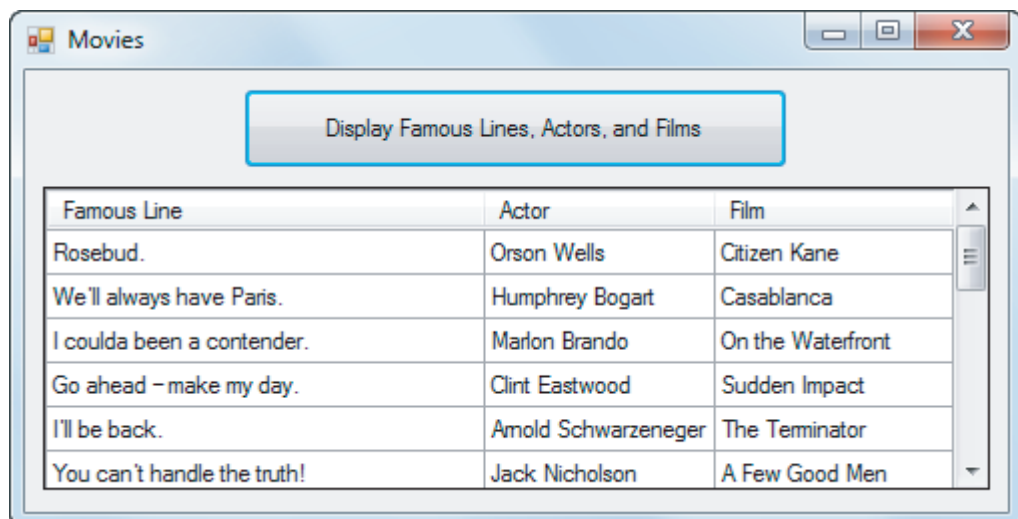 Movies
Display Famous Lines, Actors, and Films
Famous Line Actor Film
Rosebud. Orson Wells Citizen Kane
We'll always have Paris. Humphrey Bogart Casablanca
I coulda been a contender. Marlon Brando On the Waterfront
Go ahead – make my day. Clint Eastwood Sudden Impact
I'll be back. Arnold Schwarzeneger The Terminator
You can't handle the truth! Jack Nicholson A Few Good Men